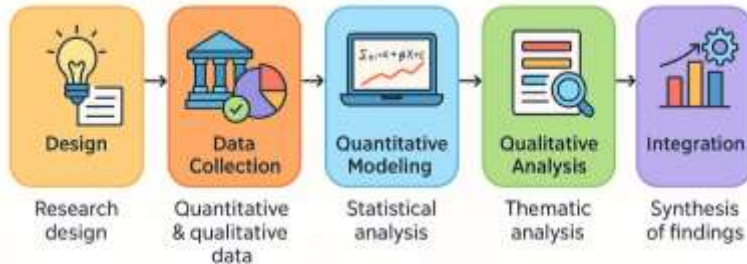 Design
Data
Collection
Quantitative
Modeling
Qualitative
Analysis
Integration
Research
design
Quantitative
& qualitative
data
Statistical
analysis
Thematic
analysis
Synthesis
of findings